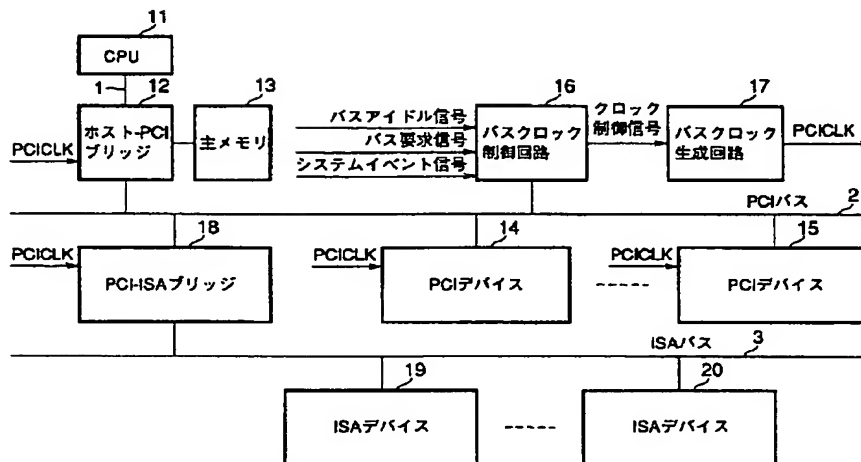 11
CPU
1
12
13
16
17
ホスト-PCI
ブリッジ
主メモリ
PCICLK
バスアイドル信号
バス要求信号
システムイベント信号
バスクロック
制御回路
クロック
制御信号
バスクロック
生成回路
PCICLK
PCIバス
2
18
14
15
PCICLK
PCI-ISAブリッジ
PCICLK
PCIデバイス
PCICLK
PCIデバイス
ISAバス
3
19
20
ISAデバイス
ISAデバイス